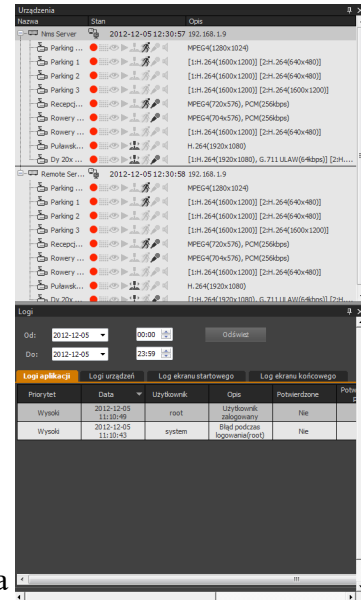 Urządzenia
Nazwa Stan Opis
Nms Server 2012-12-05 12:30:57 192.168.1.9
Parking ... MPEG4(1280x1024)
Parking 1 [1:H.264(1600x1200)] [2:H.264(640x480)]
Parking 2 [1:H.264(1600x1200)] [2:H.264(640x480)]
Parking 3 [1:H.264(1600x1200)] [2:H.264(1600x1200)]
Recepcj... MPEG4(720x576), PCM(256kbps)
Rowery ... MPEG4(704x576), PCM(256kbps)
Rowery ... [1:H.264(1600x1200)] [2:H.264(640x480)]
Puławsk... H.264(1920x1080)
Dy 20x ... [1:H.264(1920x1080), G.711 ULAW(64kbps)] [2:H....
Remote Ser... 2012-12-05 12:30:58 192.168.1.9
Parking ... MPEG4(1280x1024)
Parking 1 [1:H.264(1600x1200)] [2:H.264(640x480)]
Parking 2 [1:H.264(1600x1200)] [2:H.264(640x480)]
Parking 3 [1:H.264(1600x1200)] [2:H.264(1600x1200)]
Recepcj... MPEG4(720x576), PCM(256kbps)
Rowery ... MPEG4(704x576), PCM(256kbps)
Rowery ... [1:H.264(1600x1200)] [2:H.264(640x480)]
Puławsk... H.264(1920x1080)
Dy 20x ... [1:H.264(1920x1080), G.711 ULAW(64kbps)] [2:H....
Logi
Od: 2012-12-05 00:00 Odśwież
Do: 2012-12-05 23:59
Logi aplikacji Logi urządzeń Log ekranu startowego Log ekranu końcowego
Priorytet Data Użytkownik Opis Potwierdzone
Wysoki 2012-12-05 11:10:49 root Użytkownik zalogowany Nie
Wysoki 2012-12-05 11:10:43 system Błąd podczas logowania(root) Nie
a